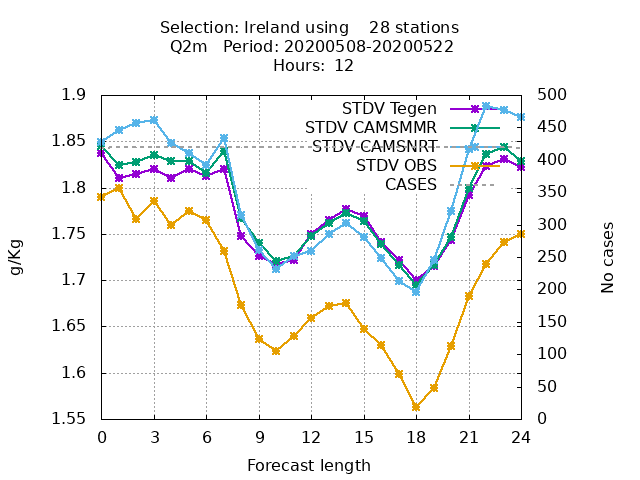 Selection: Ireland using    28 stations
Q2m   Period: 20200508-20200522
Hours:  12
1.9
1.85
1.8
1.75
1.7
1.65
1.6
1.55
g/Kg
STDV Tegen
STDV CAMSMMR
STDV CAMSNRT
STDV OBS
CASES
500
450
400
350
300
250
200
150
100
50
0
No cases
0 3 6 9 12 15 18 21 24
Forecast length